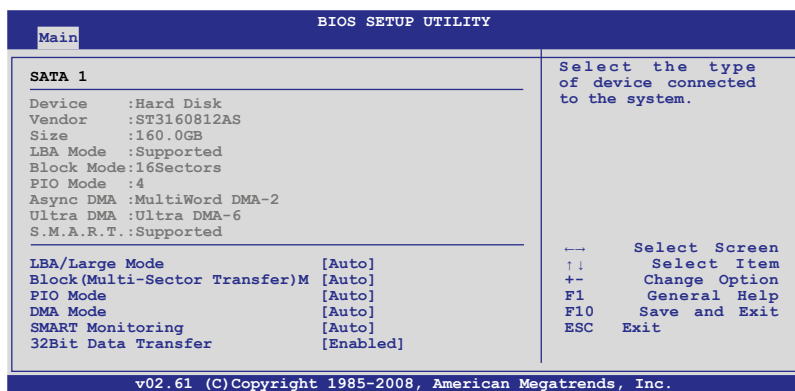 BIOS SETUP UTILITY
Main
SATA 1
Device :Hard Disk
Vendor :ST3160812AS
Size :160.0GB
LBA Mode :Supported
Block Mode:16Sectors
PIO Mode :4
Async DMA :MultiWord DMA-2
Ultra DMA :Ultra DMA-6
S.M.A.R.T.:Supported
LBA/Large Mode [Auto]
Block(Multi-Sector Transfer)M [Auto]
PIO Mode [Auto]
DMA Mode [Auto]
SMART Monitoring [Auto]
32Bit Data Transfer [Enabled]
Select the type
of device connected
to the system.
←→ Select Screen
↑↓ Select Item
+- Change Option
F1 General Help
F10 Save and Exit
ESC Exit
v02.61 (C)Copyright 1985-2008, American Megatrends, Inc.